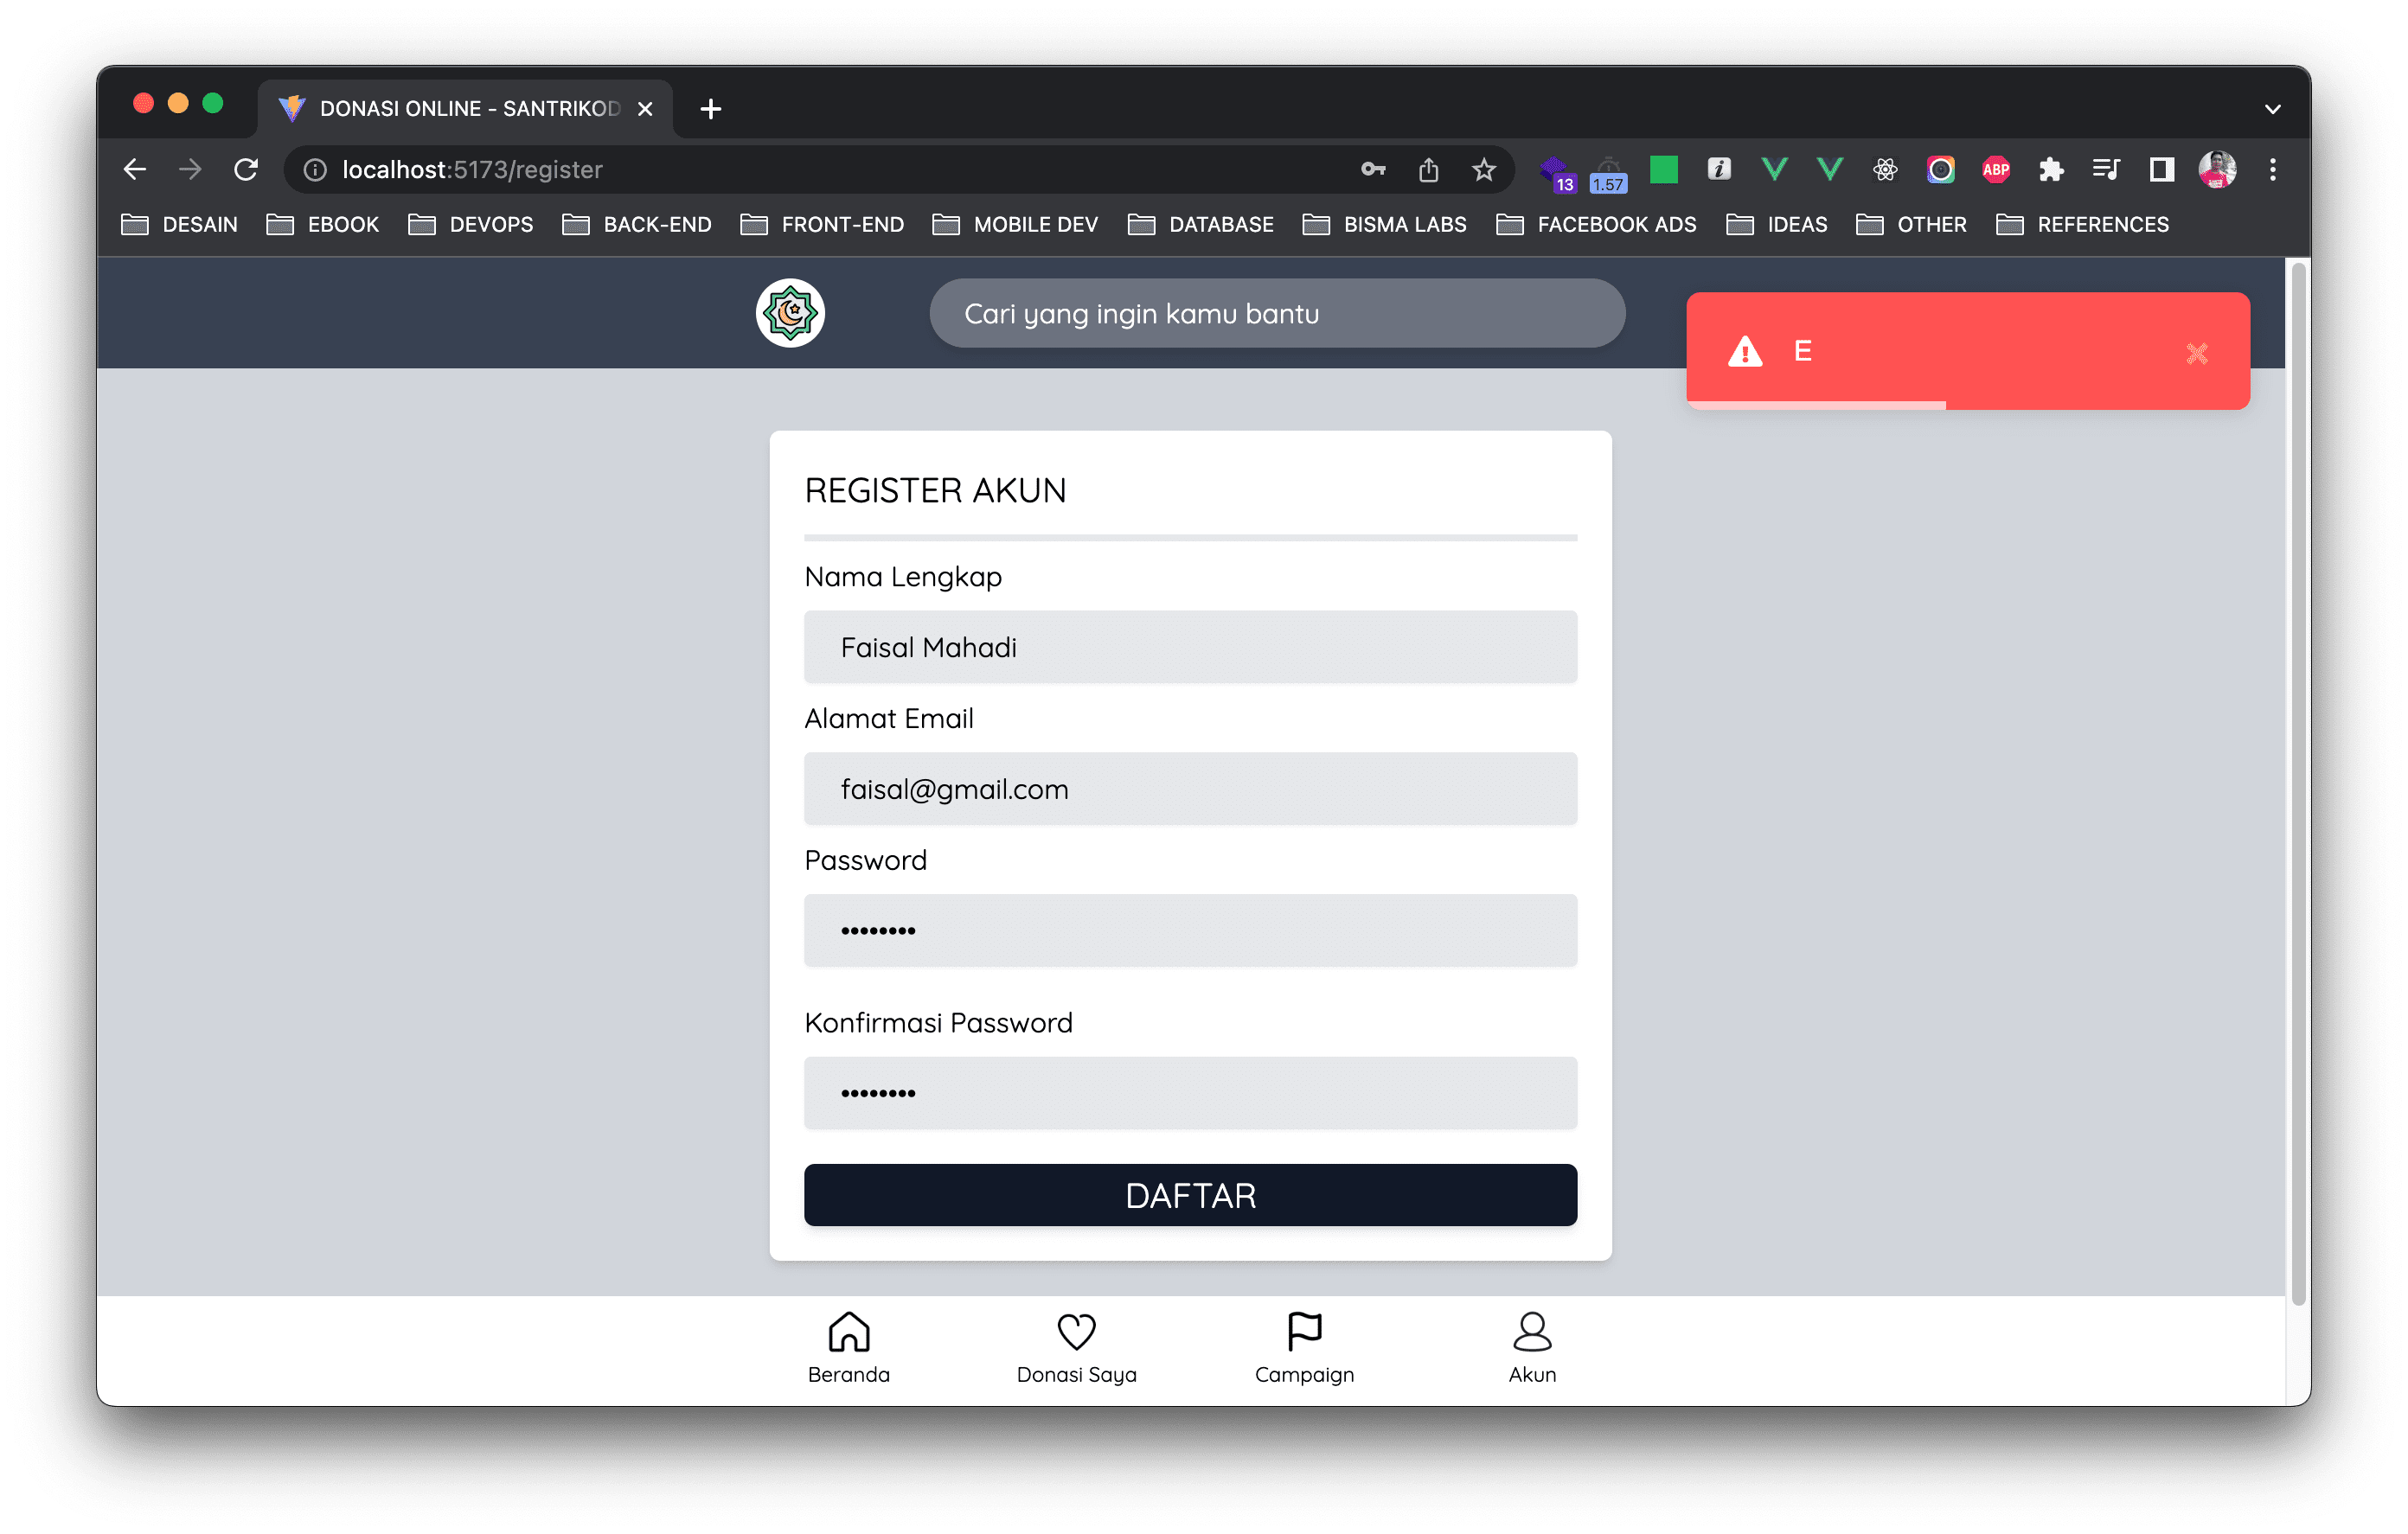 DONASI ONLINE - SANTRIKOD
localhost:5173/register
13
1.57
ABP
DESAIN EBOOK DEVOPS BACK-END FRONT-END MOBILE DEV DATABASE BISMA LABS FACEBOOK ADS IDEAS OTHER REFERENCES
Cari yang ingin kamu bantu
E
REGISTER AKUN
Nama Lengkap
Faisal Mahadi
Alamat Email
faisal@gmail.com
Password
••••••••
Konfirmasi Password
••••••••
DAFTAR
Beranda Donasi Saya Campaign Akun